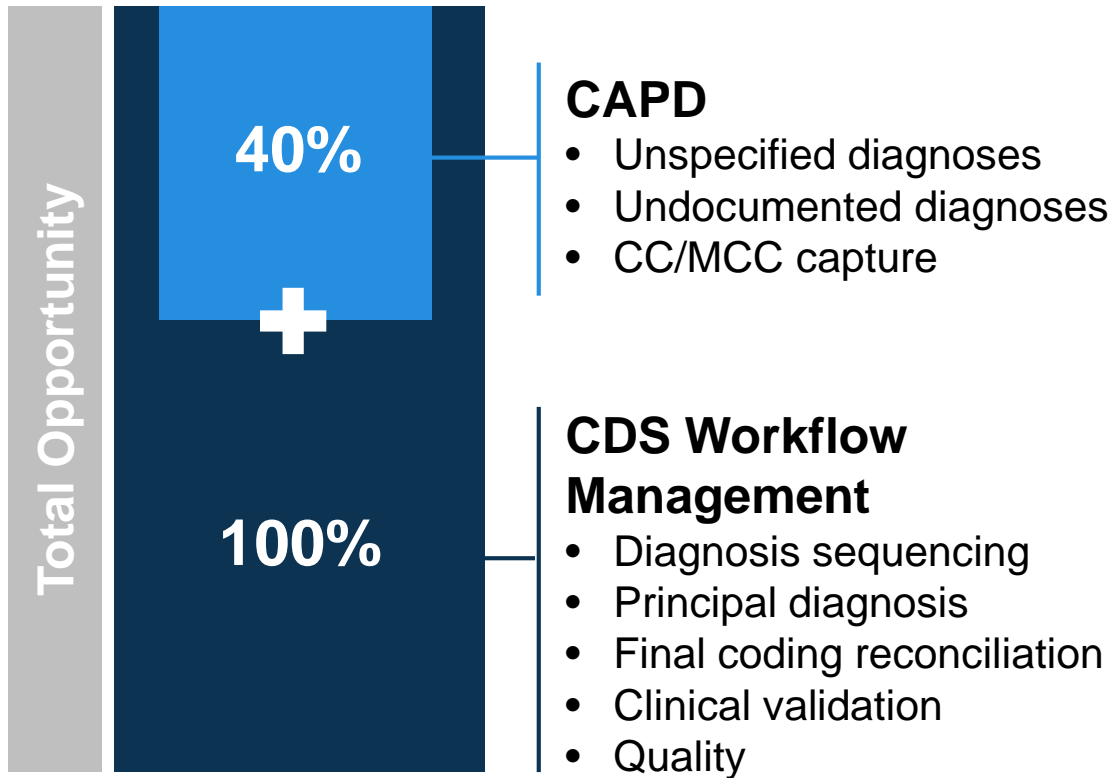 Total Opportunity
40%
CAPD
• Unspecified diagnoses
• Undocumented diagnoses
• CC/MCC capture
100%
CDS Workflow
Management
• Diagnosis sequencing
• Principal diagnosis
• Final coding reconciliation
• Clinical validation
• Quality